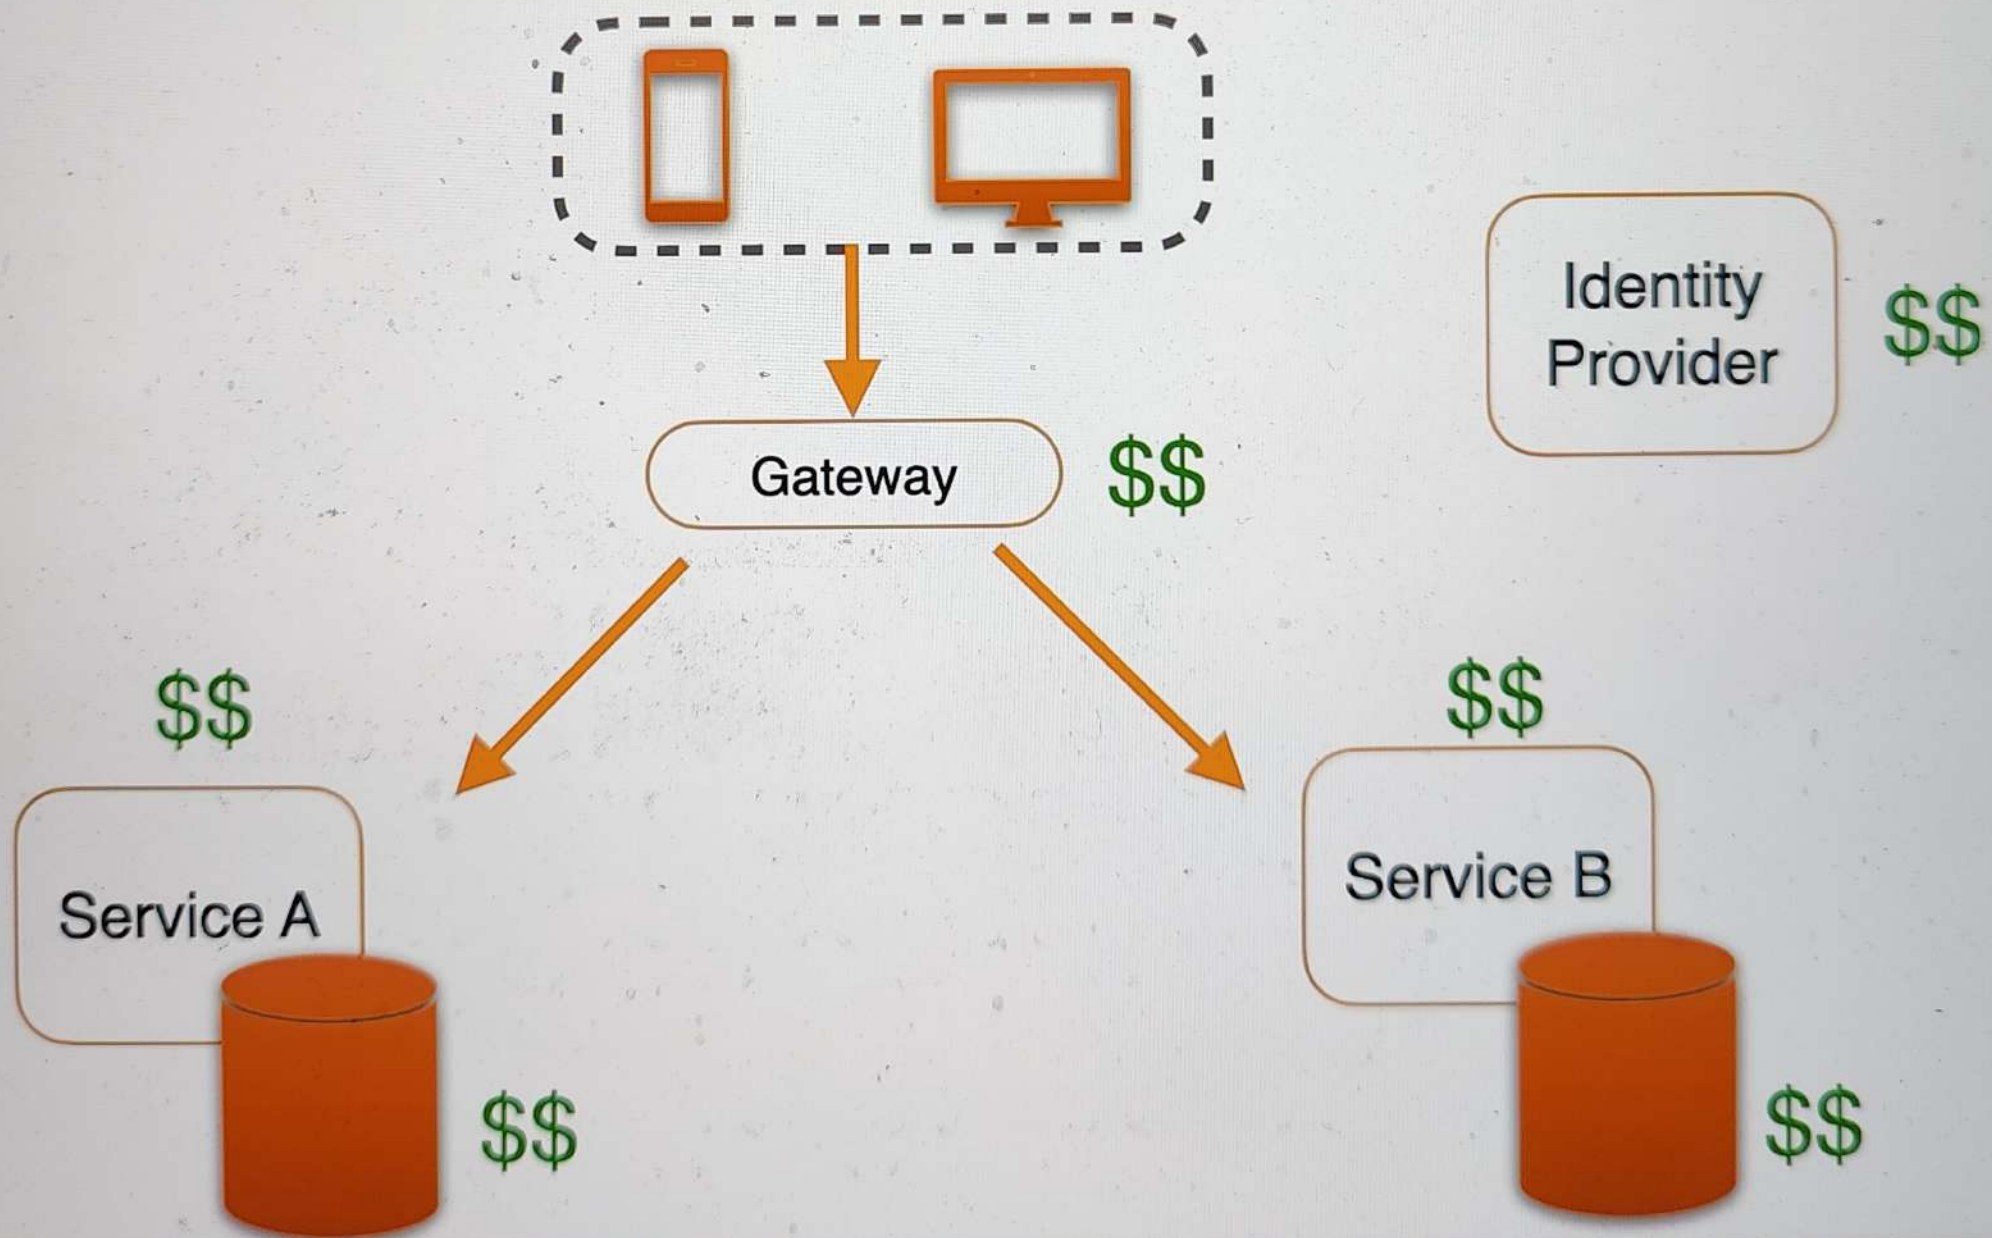 Identity
Provider
$$
Gateway
$$
$$
$$
Service A
Service B
$$
$$